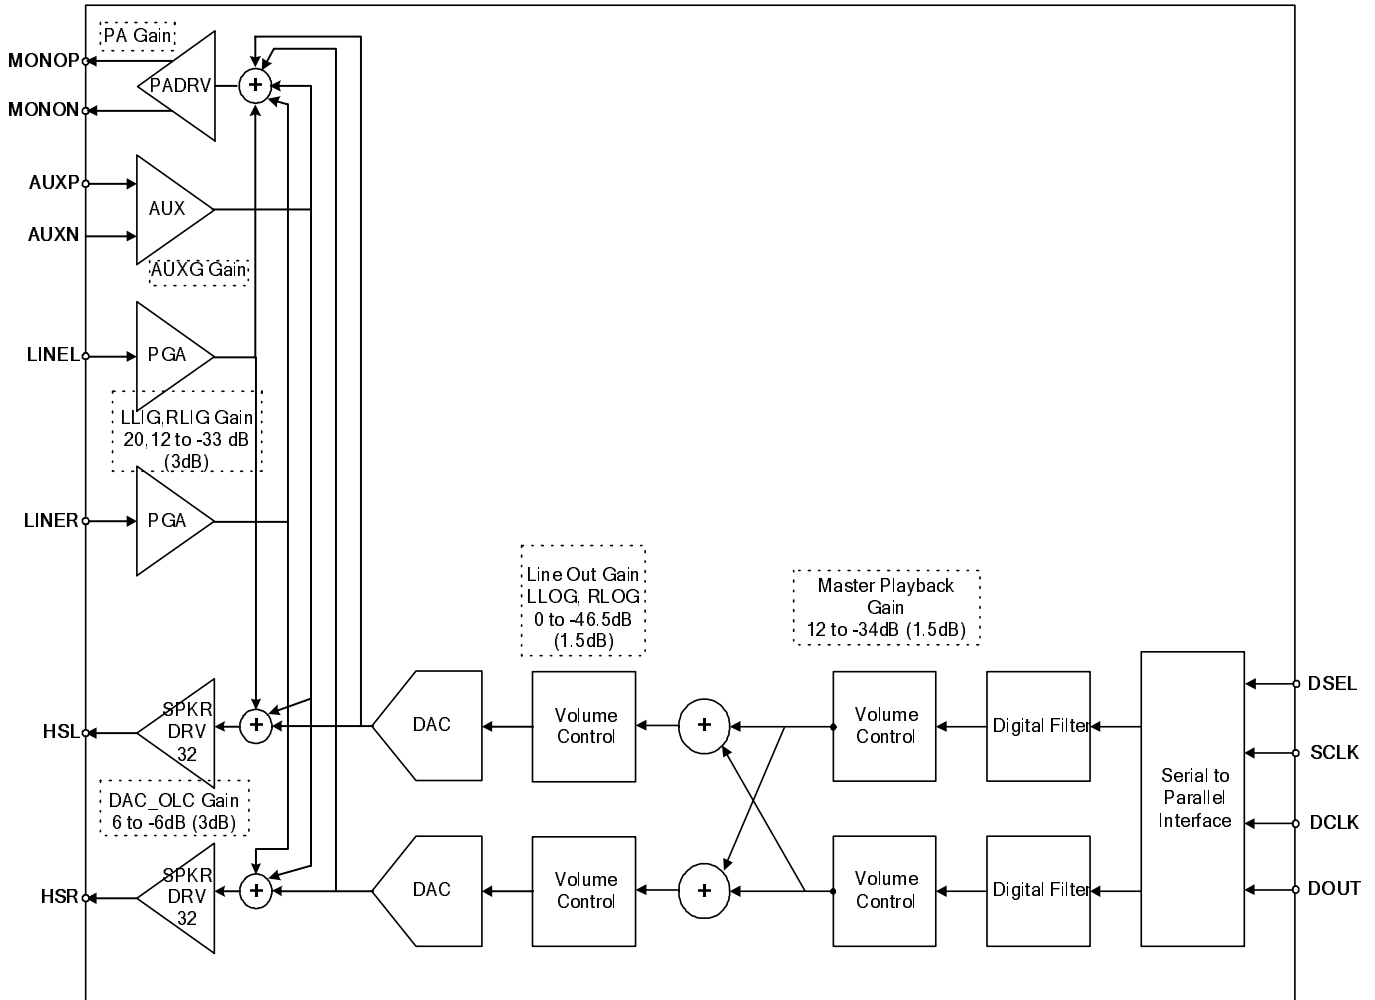 PA Gain
MONOP
PADRV
+
MONON
AUXP
AUX
AUXN
AUXG Gain
LINEL
PGA
LLIG,RLIG Gain
20,12 to -33 dB
(3dB)
LINER
PGA
Line Out Gain
LLOG, RLOG
0 to -46.5dB
(1.5dB)
Master Playback
Gain
12 to -34dB (1.5dB)
HSL
SPKR
DRV
32
+
DAC
Volume
Control
+
Volume
Control
Digital Filter
Serial to
Parallel
Interface
DSEL
SCLK
DCLK
DOUT
DAC_OLC Gain
6 to -6dB (3dB)
HSR
SPKR
DRV
32
+
DAC
Volume
Control
+
Volume
Control
Digital Filter